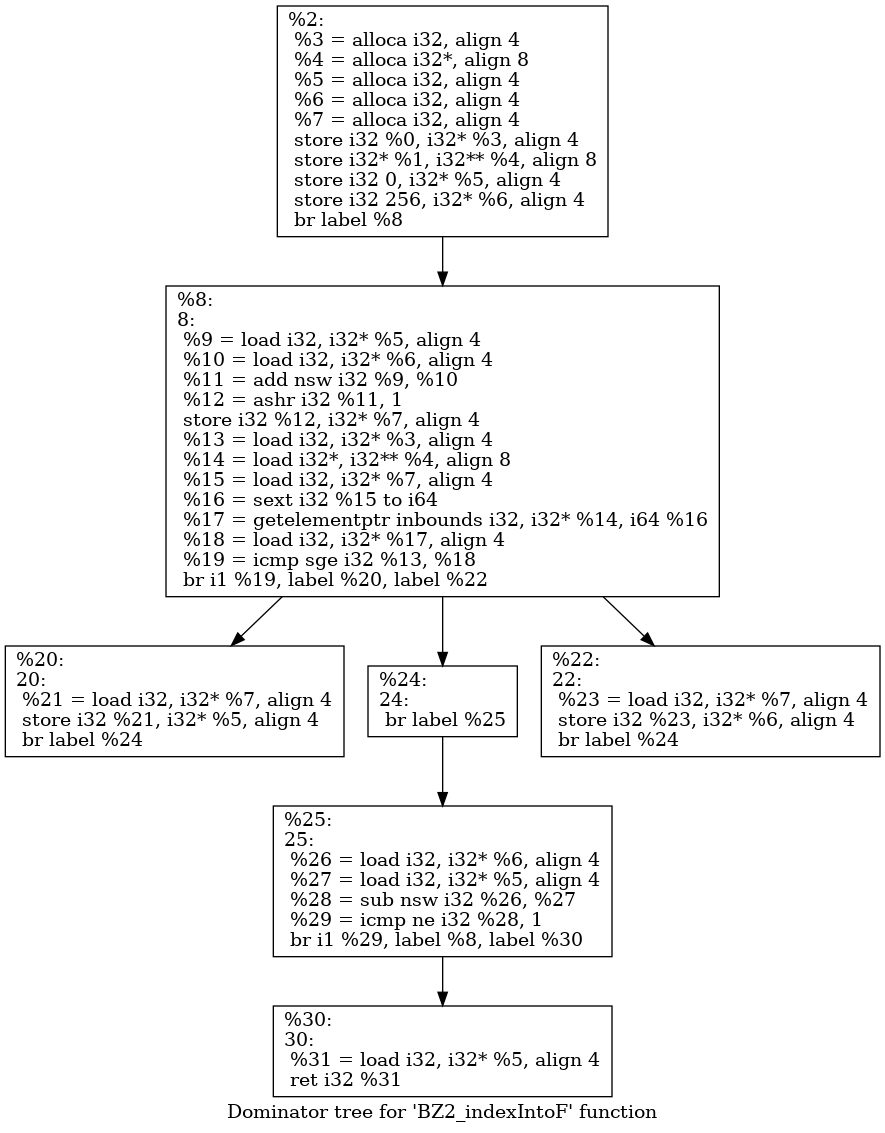 %2:
%3 = alloca i32, align 4
%4 = alloca i32*, align 8
%5 = alloca i32, align 4
%6 = alloca i32, align 4
%7 = alloca i32, align 4
store i32 %0, i32* %3, align 4
store i32* %1, i32** %4, align 8
store i32 0, i32* %5, align 4
store i32 256, i32* %6, align 4
br label %8
%8:
8:
%9 = load i32, i32* %5, align 4
%10 = load i32, i32* %6, align 4
%11 = add nsw i32 %9, %10
%12 = ashr i32 %11, 1
store i32 %12, i32* %7, align 4
%13 = load i32, i32* %3, align 4
%14 = load i32*, i32** %4, align 8
%15 = load i32, i32* %7, align 4
%16 = sext i32 %15 to i64
%17 = getelementptr inbounds i32, i32* %14, i64 %16
%18 = load i32, i32* %17, align 4
%19 = icmp sge i32 %13, %18
br i1 %19, label %20, label %22
%20:
20:
%21 = load i32, i32* %7, align 4
store i32 %21, i32* %5, align 4
br label %24
%24:
24:
br label %25
%22:
22:
%23 = load i32, i32* %7, align 4
store i32 %23, i32* %6, align 4
br label %24
%25:
25:
%26 = load i32, i32* %6, align 4
%27 = load i32, i32* %5, align 4
%28 = sub nsw i32 %26, %27
%29 = icmp ne i32 %28, 1
br i1 %29, label %8, label %30
%30:
30:
%31 = load i32, i32* %5, align 4
ret i32 %31
Dominator tree for 'BZ2_indexIntoF' function